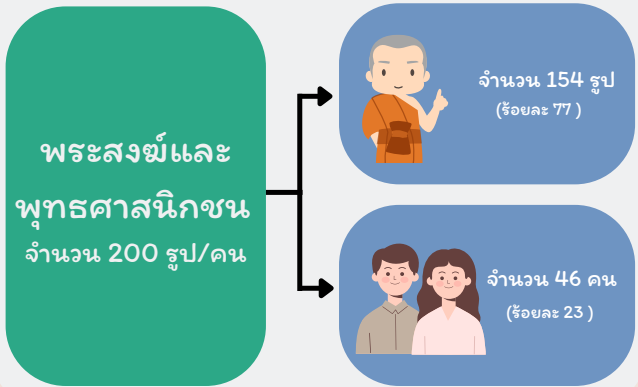 พระสงฆ์และ
พุทธศาสนิกชน
จำนวน 200 รูป/คน
จำนวน 154 รูป
(ร้อยละ 77 )
จำนวน 46 คน
(ร้อยละ 23 )